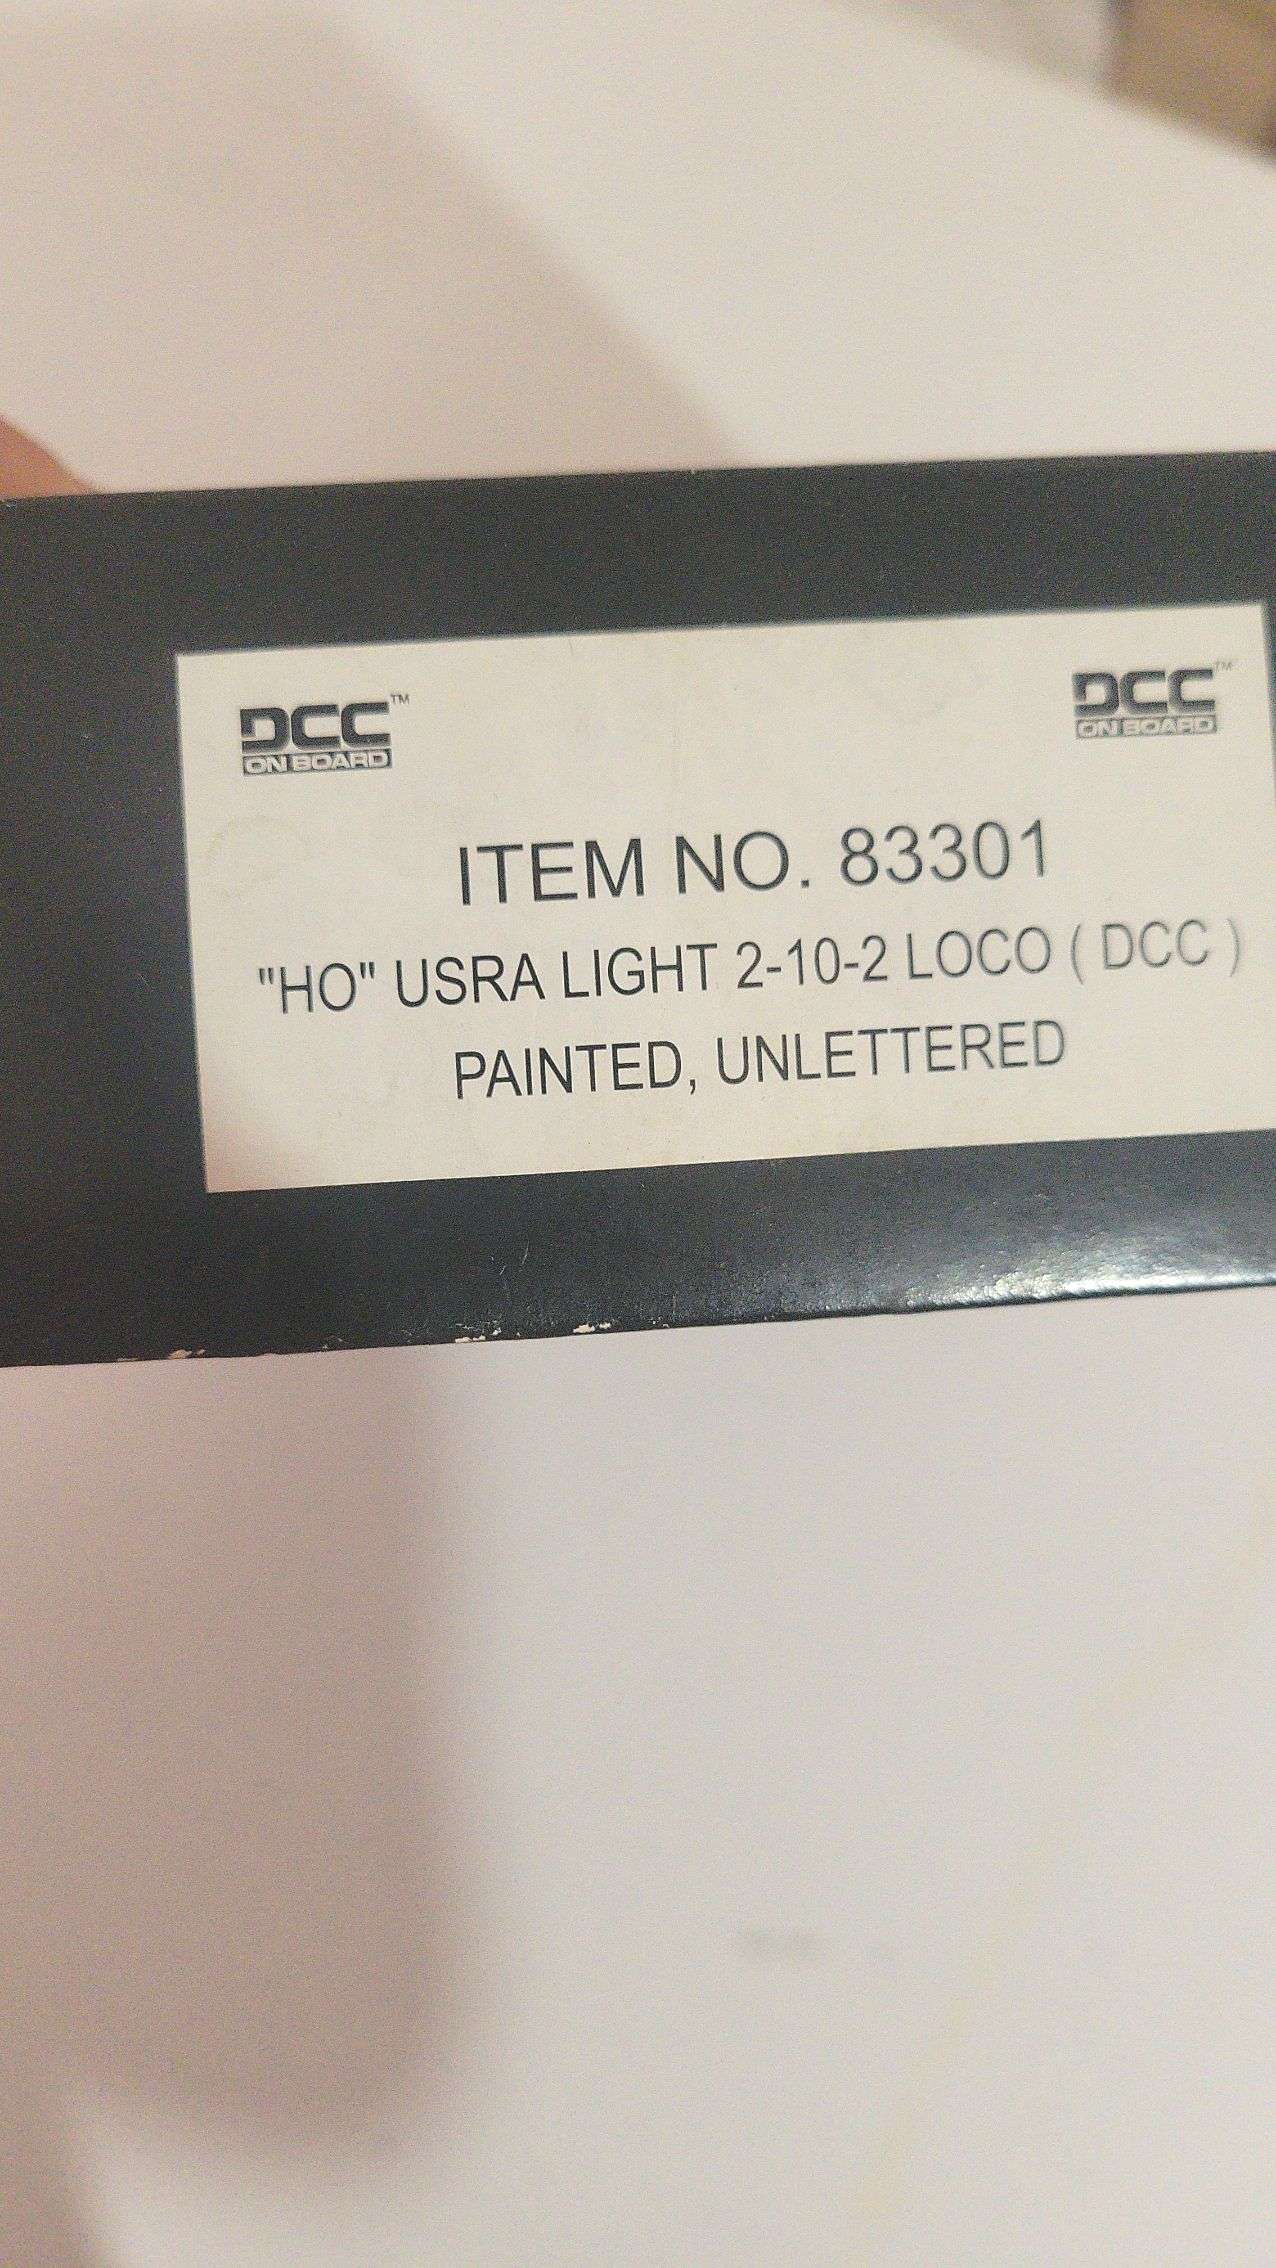 DCC™ DCC™
ON BOARD ON BOARD
ITEM NO. 83301
"HO" USRA LIGHT 2-10-2 LOCO ( DCC )
PAINTED, UNLETTERED